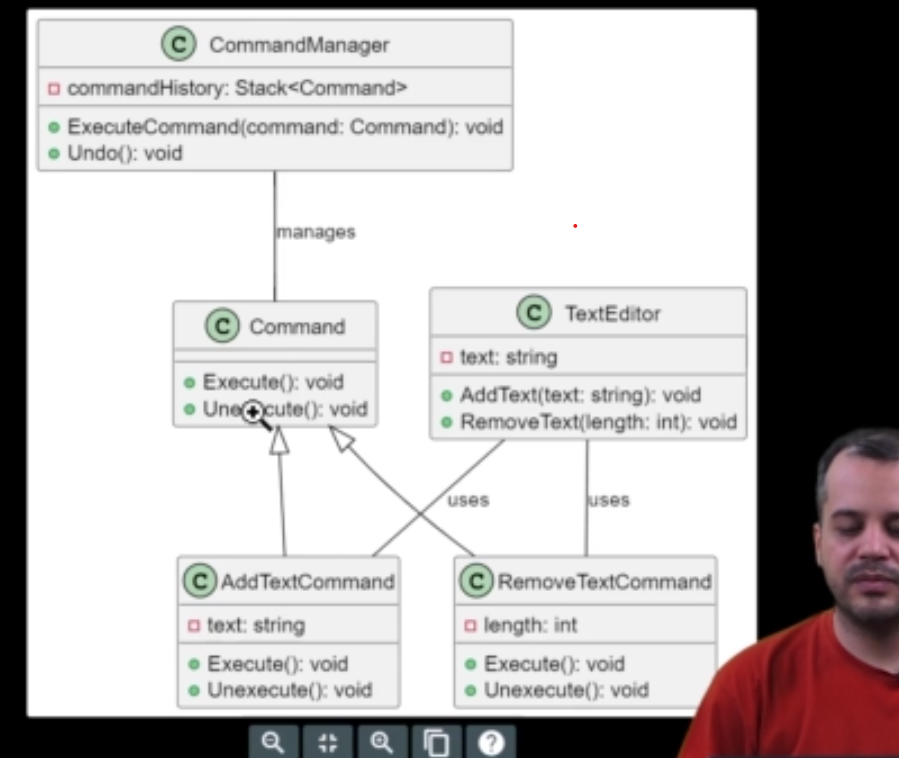 C CommandManager
commandHistory: Stack<Command>
ExecuteCommand(command: Command): void
Undo(): void
manages
C Command
Execute(): void
Unexecute(): void
C TextEditor
text: string
AddText(text: string): void
RemoveText(length: int): void
uses
uses
C AddTextCommand
text: string
Execute(): void
Unexecute(): void
C RemoveTextCommand
length: int
Execute(): void
Unexecute(): void
?